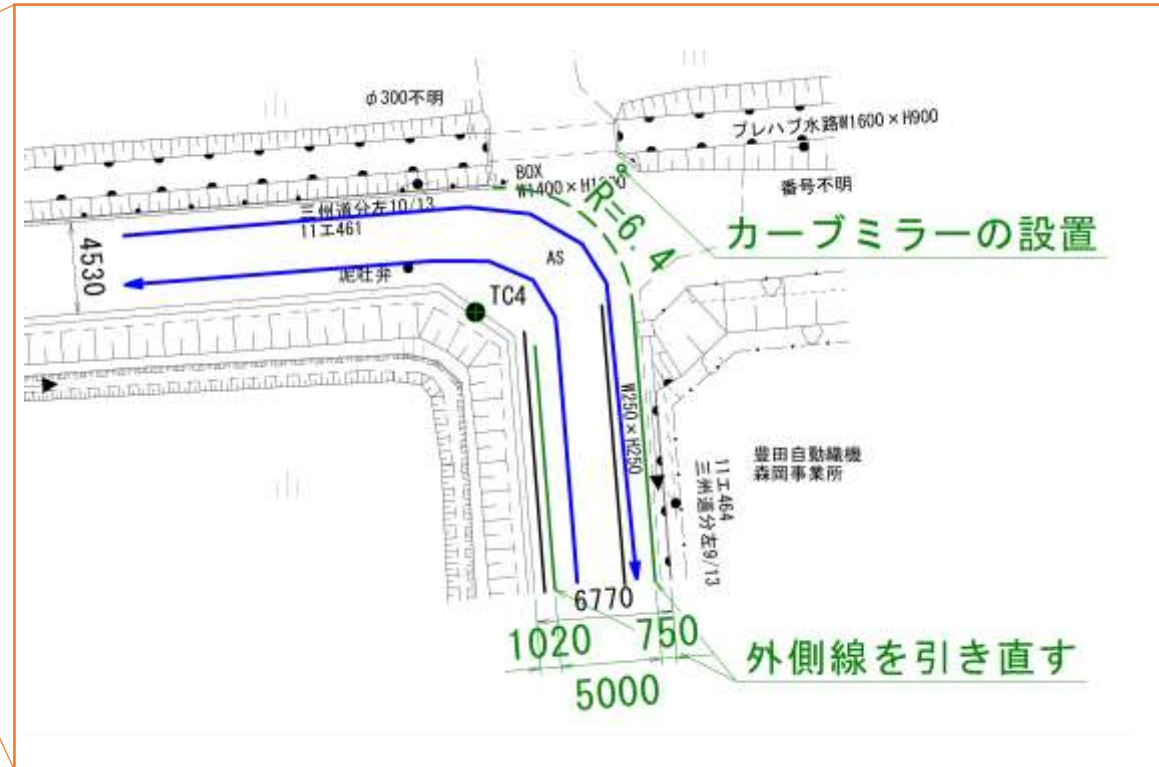 φ300不明
プレハブ水路W1600×H900
BOX
番号不明
三州道分左10/13
11エ461
R=6.4
カーブミラーの設置
4530
AS
泥吐弁
TC4
W250×H250
豊田自動織機
森岡事業所
11エ464
三州道分左9/13
6770
1020
750
5000
外側線を引き直す